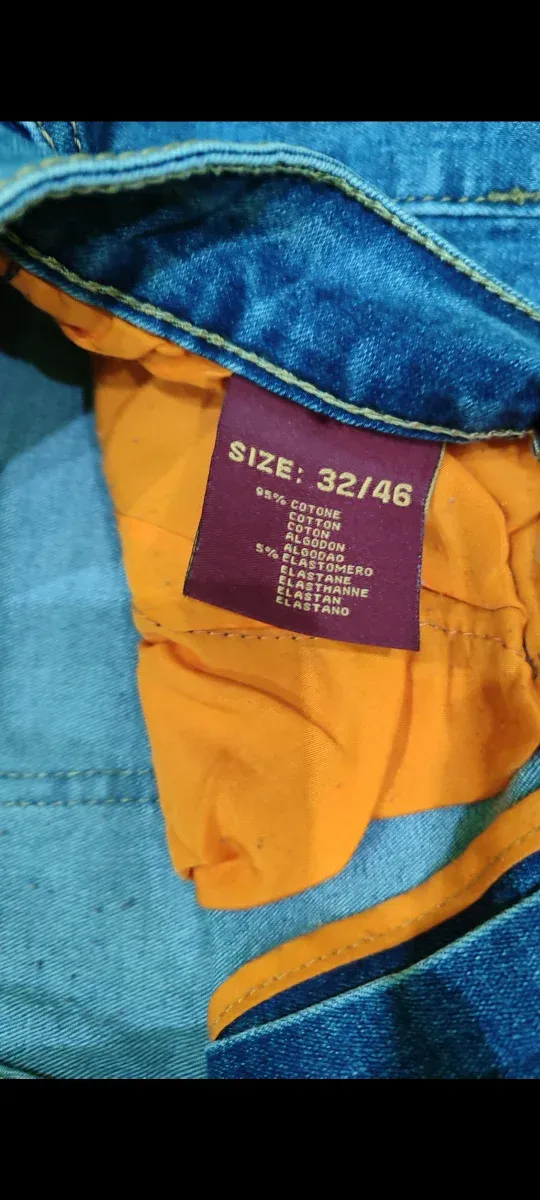 SIZE: 32/46
95% COTONE
COTTON
COTON
ALGODON
ALGODAO
5% ELASTOMERO
ELASTANE
ELASTHANNE
ELASTAN
ELASTANO